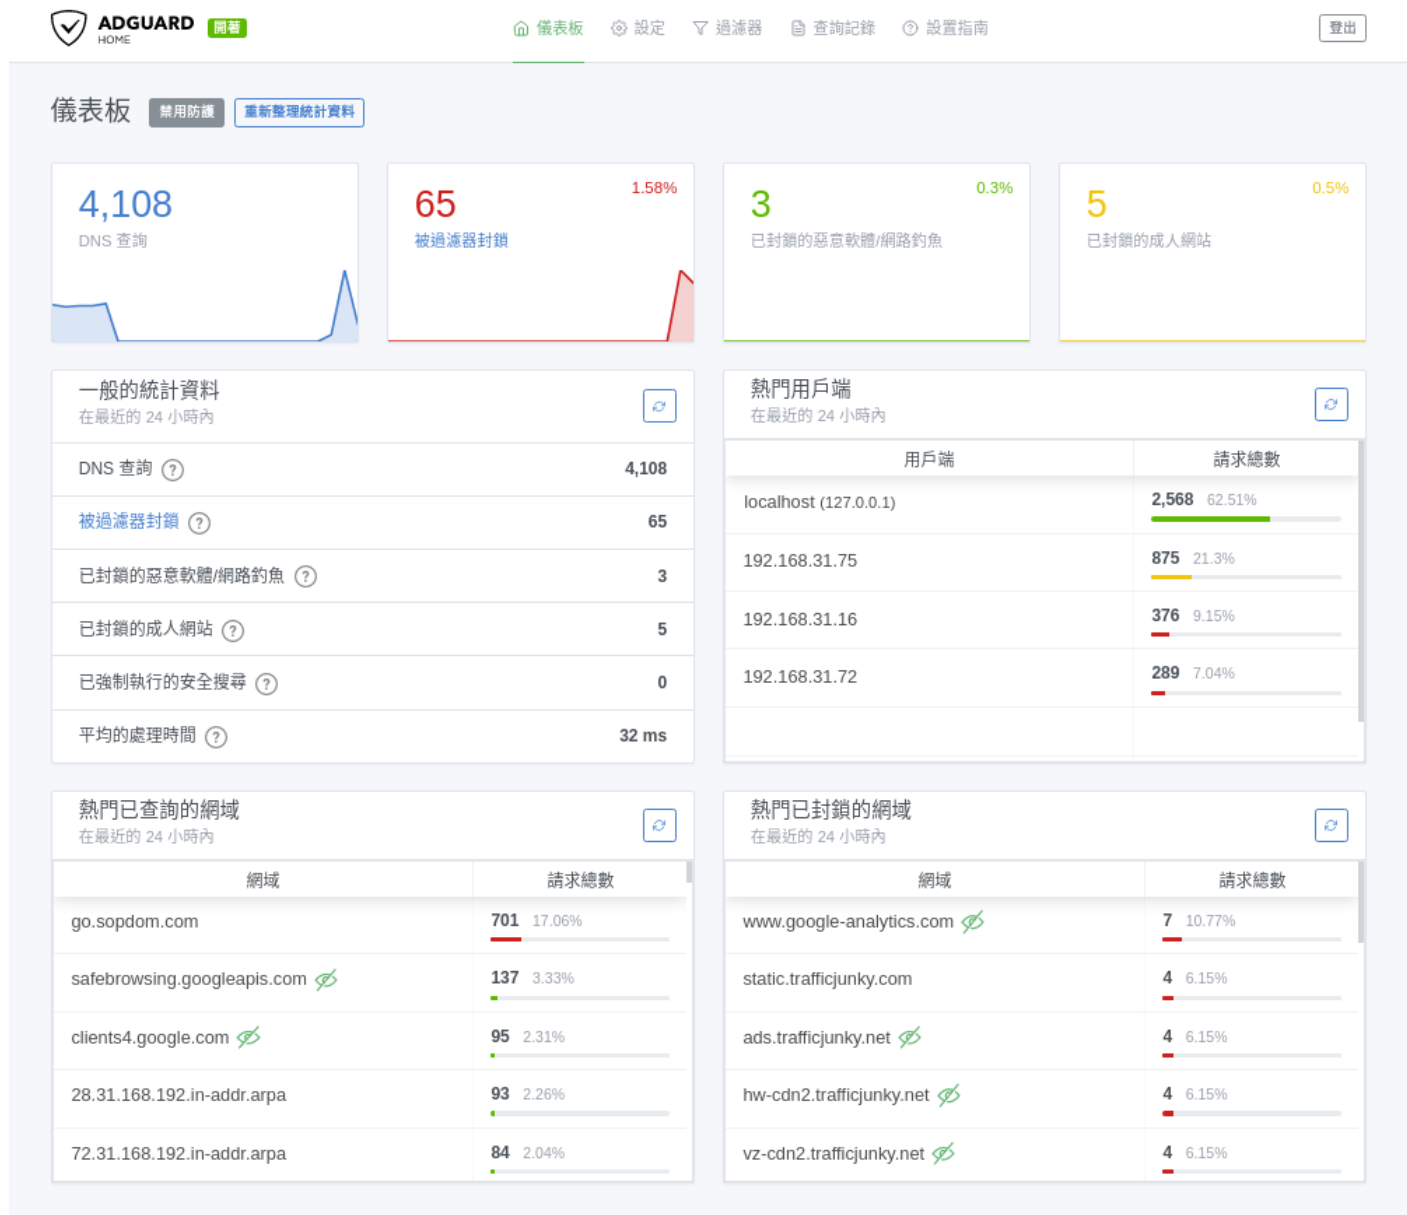 ADGUARD
HOME
開著
儀表板
設定
過濾器
查詢記錄
設置指南
登出
儀表板
禁用防護
重新整理統計資料
4,108
DNS 查詢
65
1.58%
被過濾器封鎖
3
0.3%
已封鎖的惡意軟體/網路釣魚
5
0.5%
已封鎖的成人網站
一般的統計資料
在最近的 24 小時內
DNS 查詢 ? 4,108
被過濾器封鎖 ? 65
已封鎖的惡意軟體/網路釣魚 ? 3
已封鎖的成人網站 ? 5
已強制執行的安全搜尋 ? 0
平均的處理時間 ? 32 ms
熱門用戶端
在最近的 24 小時內
用戶端 請求總數
localhost (127.0.0.1) 2,568 62.51%
192.168.31.75 875 21.3%
192.168.31.16 376 9.15%
192.168.31.72 289 7.04%
熱門已查詢的網域
在最近的 24 小時內
網域 請求總數
go.sopdom.com 701 17.06%
safebrowsing.googleapis.com 137 3.33%
clients4.google.com 95 2.31%
28.31.168.192.in-addr.arpa 93 2.26%
72.31.168.192.in-addr.arpa 84 2.04%
熱門已封鎖的網域
在最近的 24 小時內
網域 請求總數
www.google-analytics.com 7 10.77%
static.trafficjunky.com 4 6.15%
ads.trafficjunky.net 4 6.15%
hw-cdn2.trafficjunky.net 4 6.15%
vz-cdn2.trafficjunky.net 4 6.15%